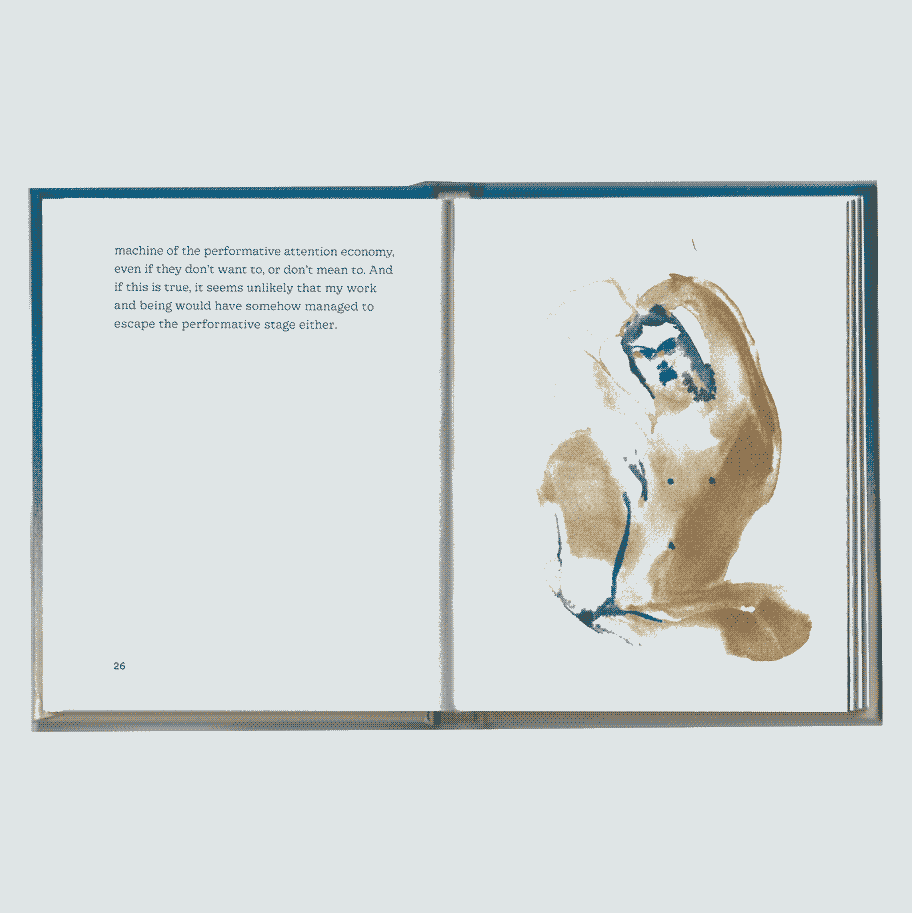 machine of the performative attention economy,
even if they don't want to, or don't mean to. And
if this is true, it seems unlikely that my work
and being would have somehow managed to
escape the performative stage either.
26